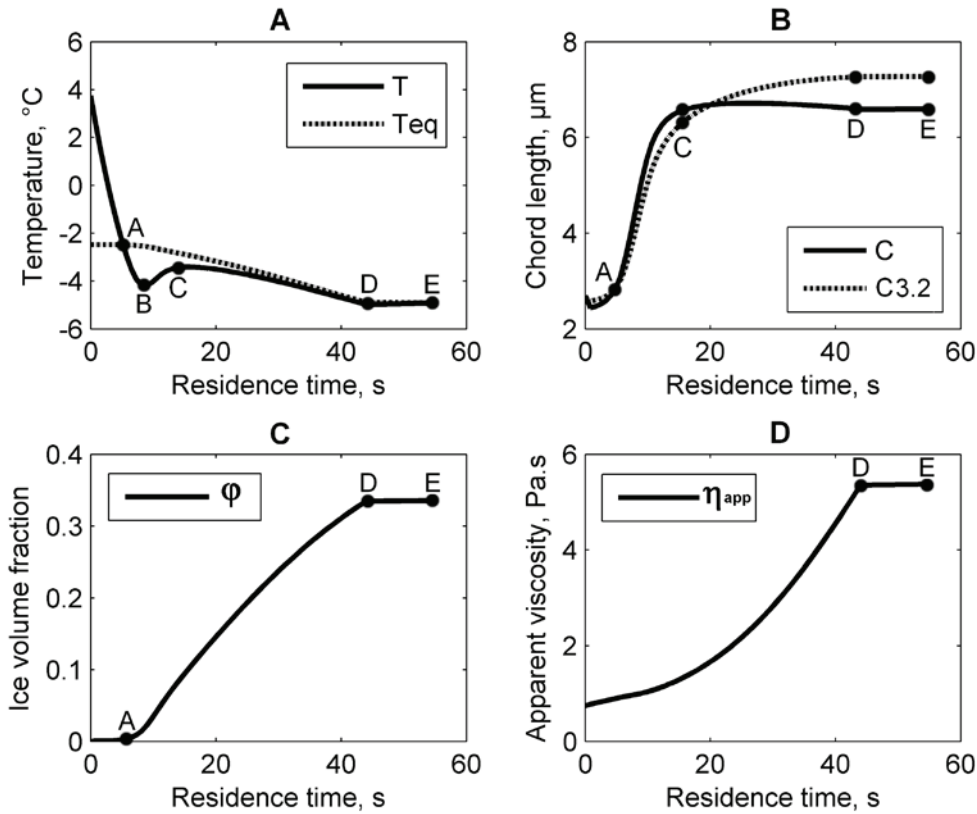 A
Temperature, °C
6
4
2
0
-2
-4
-6
T
Teq
A
B
C
D
E
0
20
40
60
Residence time, s
B
Chord length, µm
8
6
4
2
A
C
D
E
C
C3.2
0
20
40
60
Residence time, s
C
Ice volume fraction
0.4
0.3
0.2
0.1
0
φ
A
D
E
0
20
40
60
Residence time, s
D
Apparent viscosity, Pa.s
6
4
2
0
ηapp
D
E
0
20
40
60
Residence time, s